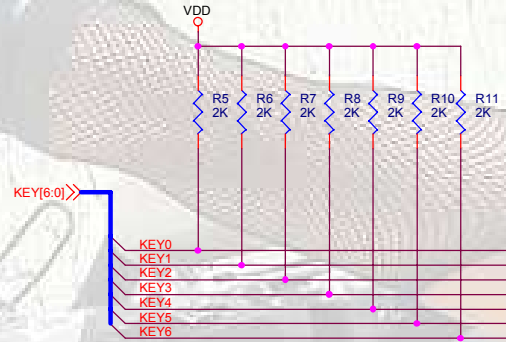 VDD
R5 R6 R7 R8 R9 R10 R11
2K 2K 2K 2K 2K 2K 2K
KEY[6:0]
KEY0
KEY1
KEY2
KEY3
KEY4
KEY5
KEY6